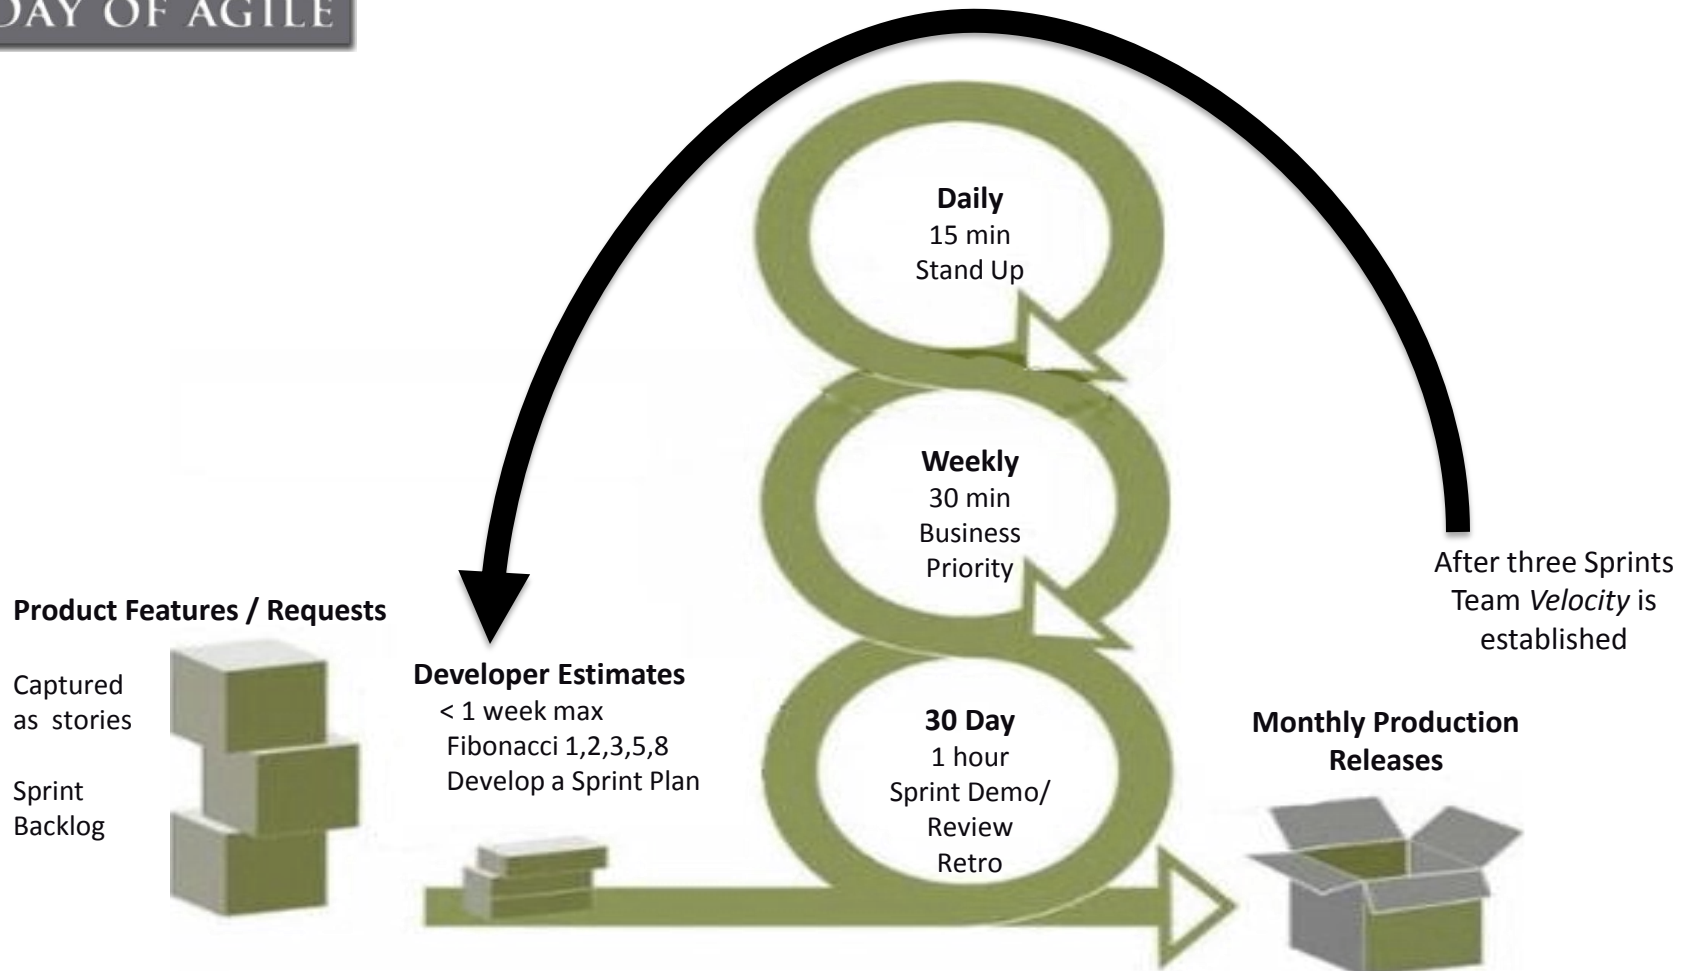 DAY OF AGILE
Daily
15 min
Stand Up
Weekly
30 min
Business
Priority
After three Sprints
Team Velocity is
established
Product Features / Requests
Captured
as stories
Sprint
Backlog
Developer Estimates
< 1 week max
Fibonacci 1,2,3,5,8
Develop a Sprint Plan
30 Day
1 hour
Sprint Demo/
Review
Retro
Monthly Production
Releases